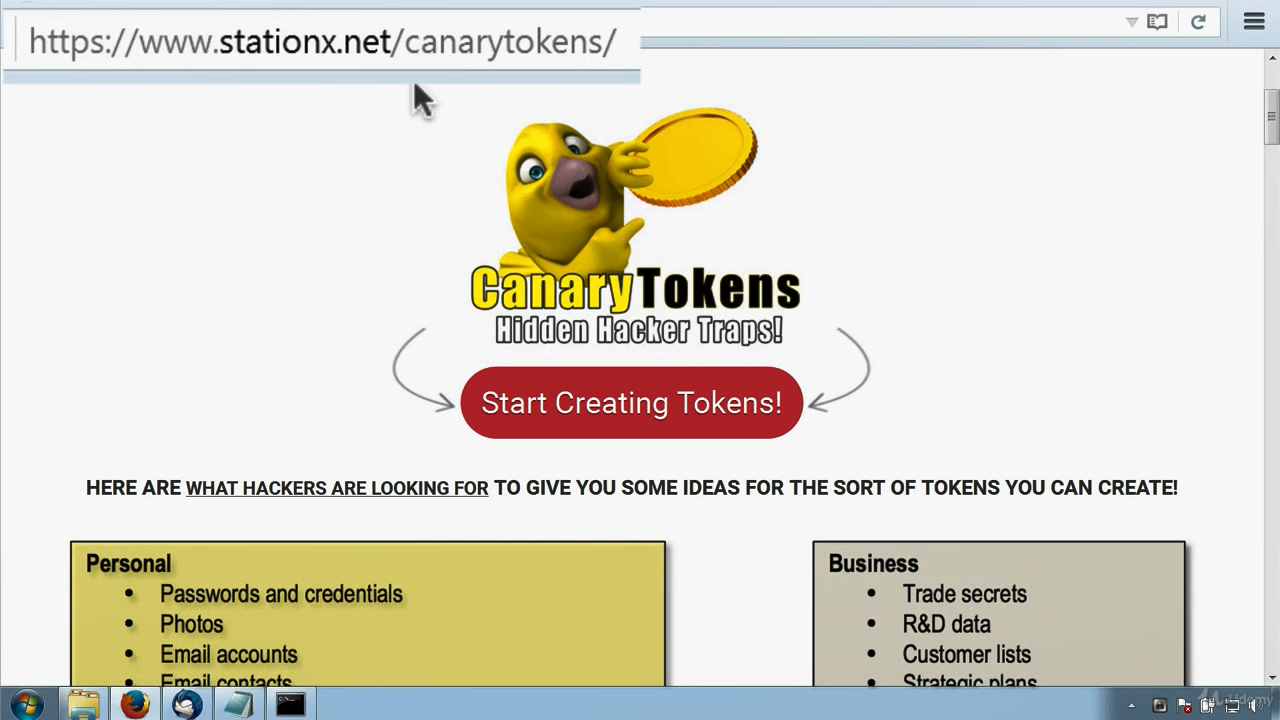 https://www.stationx.net/canarytokens/
CanaryTokens
Hidden Hacker Traps!
Start Creating Tokens!
HERE ARE WHAT HACKERS ARE LOOKING FOR TO GIVE YOU SOME IDEAS FOR THE SORT OF TOKENS YOU CAN CREATE!
Personal
• Passwords and credentials
• Photos
• Email accounts
• Email contacts
Business
• Trade secrets
• R&D data
• Customer lists
• Strategic plans
Udemy